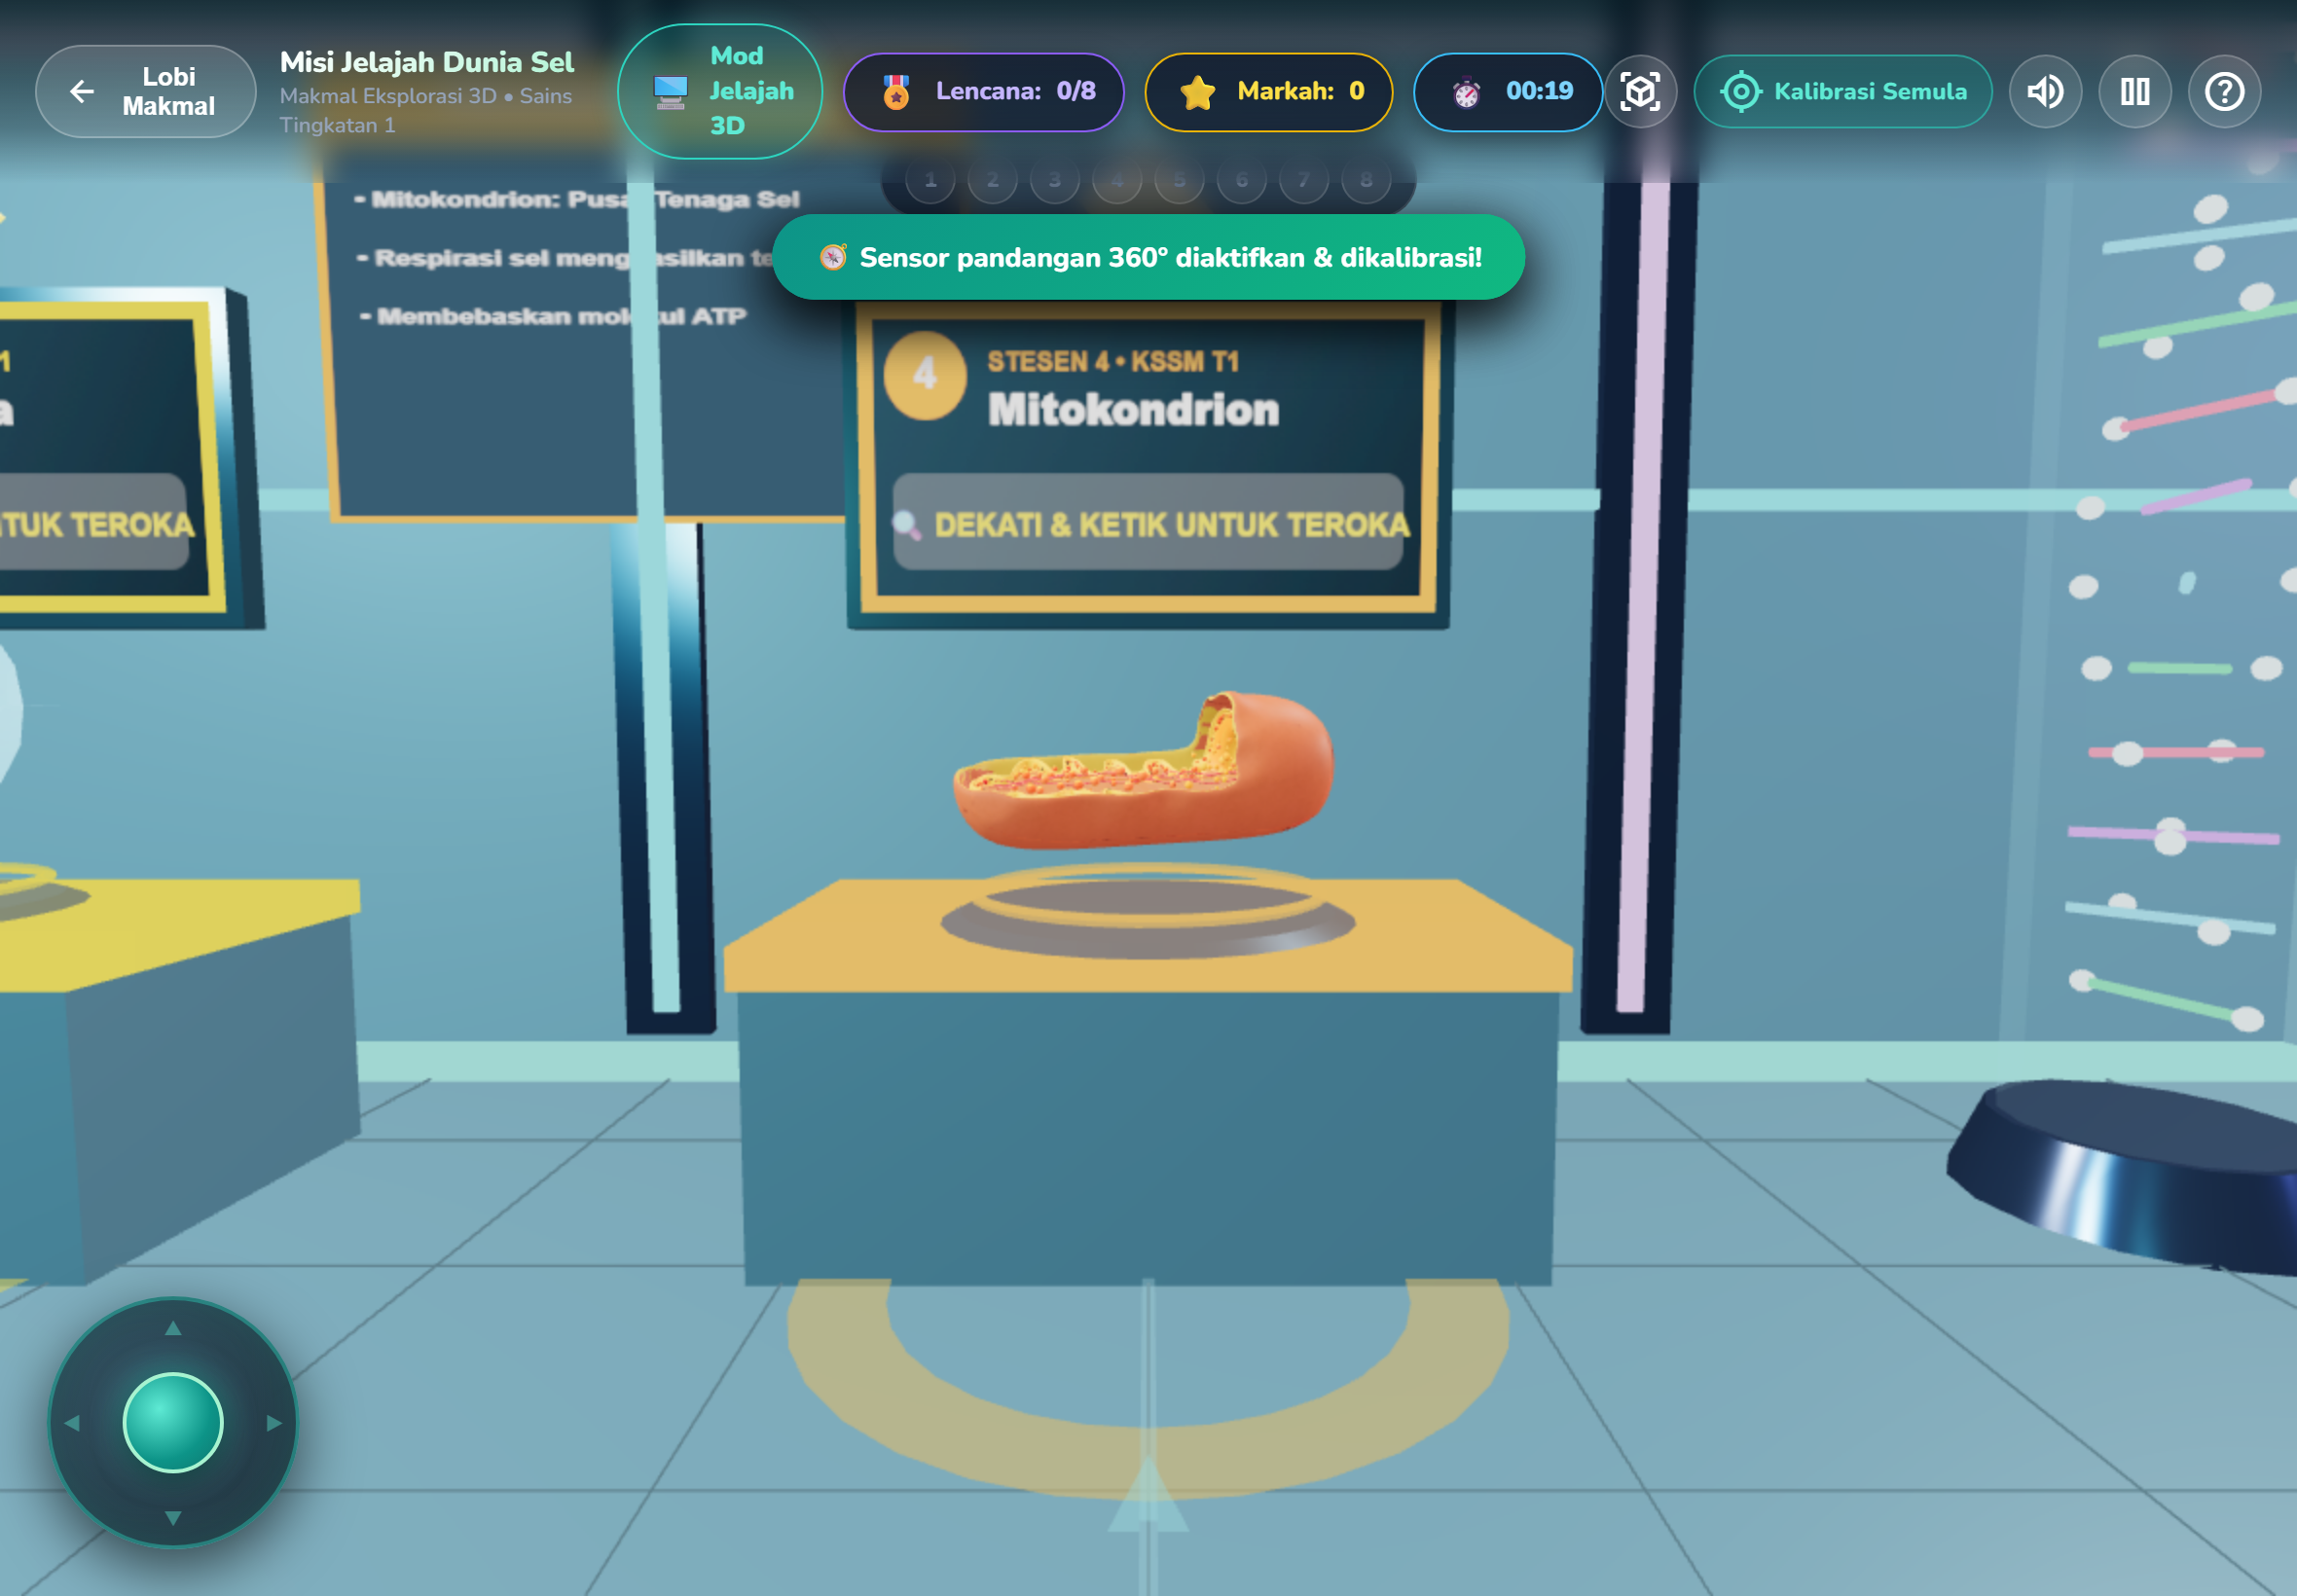 Lobi
Makmal
Misi Jelajah Dunia Sel
Makmal Eksplorasi 3D • Sains
Tingkatan 1
Mod
Jelajah
3D
Lencana: 0/8
Markah: 0
00:19
Kalibrasi Semula
1 2 3 4 5 6 7 8
Sensor pandangan 360° diaktifkan & dikalibrasi!
- Mitokondrion: Pusat Tenaga Sel
- Respirasi sel menghasilkan
- Membebaskan molekul ATP
4
STESEN 4 • KSSM T1
Mitokondrion
DEKATI & KETIK UNTUK TEROKA
TUK TEROKA